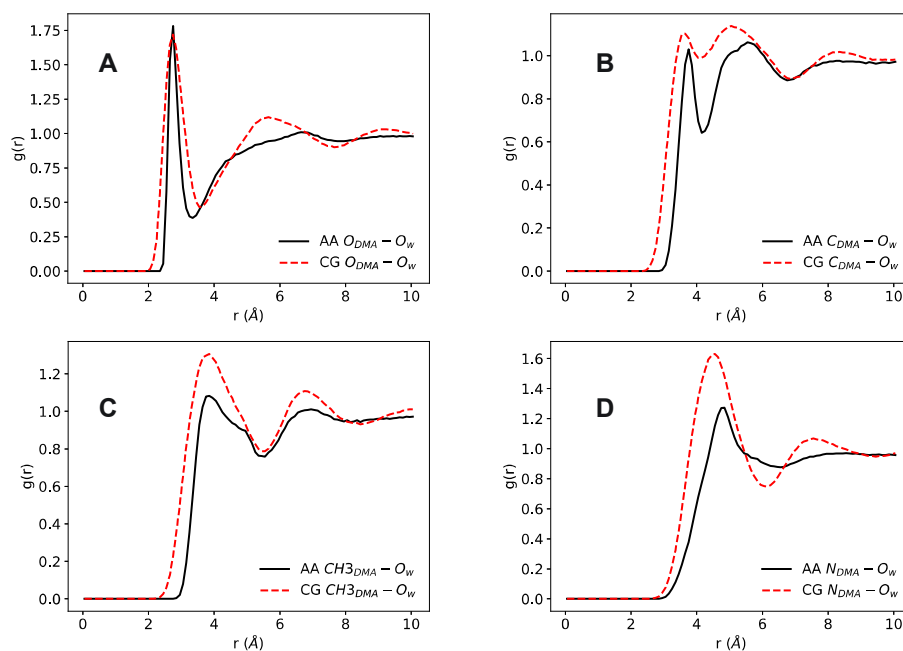 A
g(r)
1.75
1.50
1.25
1.00
0.75
0.50
0.25
0.00
AA O_DMA − O_w
CG O_DMA − O_w
0 2 4 6 8 10
r (Å)
B
g(r)
1.0
0.8
0.6
0.4
0.2
0.0
AA C_DMA − O_w
CG C_DMA − O_w
0 2 4 6 8 10
r (Å)
C
g(r)
1.2
1.0
0.8
0.6
0.4
0.2
0.0
AA CH3_DMA − O_w
CG CH3_DMA − O_w
0 2 4 6 8 10
r (Å)
D
g(r)
1.6
1.4
1.2
1.0
0.8
0.6
0.4
0.2
0.0
AA N_DMA − O_w
CG N_DMA − O_w
0 2 4 6 8 10
r (Å)